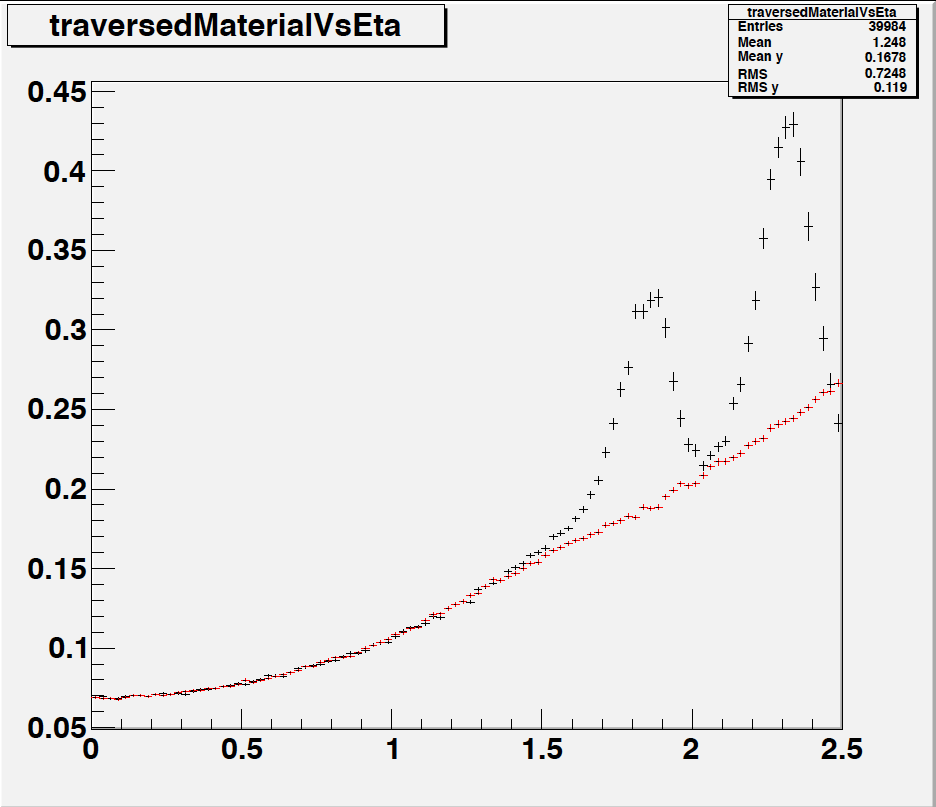 traversedMaterialVsEta
traversedMaterialVsEta
Entries 39984
Mean 1.248
Mean y 0.1678
RMS 0.7248
RMS y 0.119
0.45
0.4
0.35
0.3
0.25
0.2
0.15
0.1
0.05
0 0.5 1 1.5 2 2.5